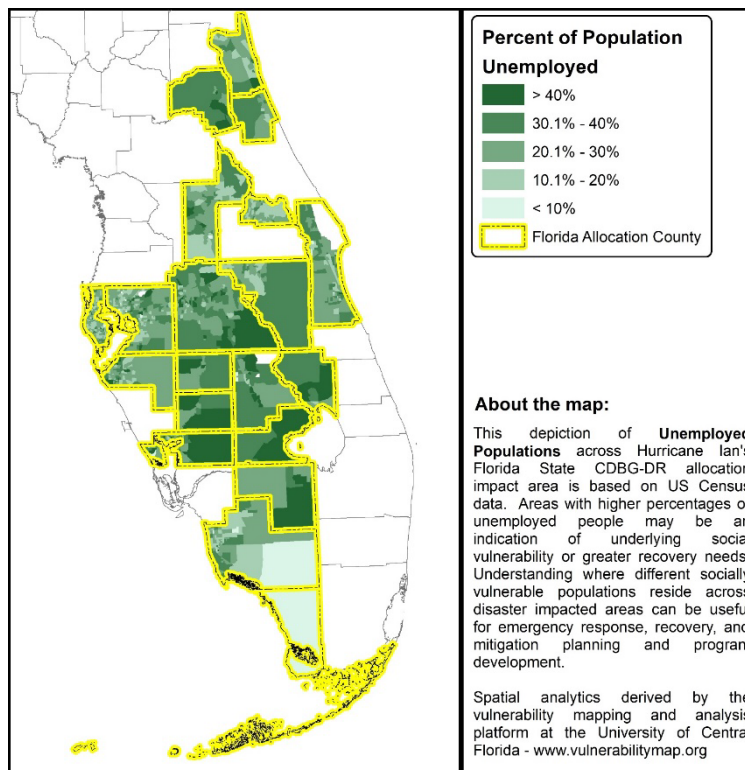 Percent of Population
Unemployed
> 40%
30.1% - 40%
20.1% - 30%
10.1% - 20%
< 10%
Florida Allocation County
About the map:
This depiction of Unemployed
Populations across Hurricane Ian's
Florida State CDBG-DR allocation
impact area is based on US Census
data. Areas with higher percentages of
unemployed people may be an
indication of underlying social
vulnerability or greater recovery needs.
Understanding where different socially
vulnerable populations reside across
disaster impacted areas can be useful
for emergency response, recovery, and
mitigation planning and program
development.
Spatial analytics derived by the
vulnerability mapping and analysis
platform at the University of Central
Florida - www.vulnerabilitymap.org